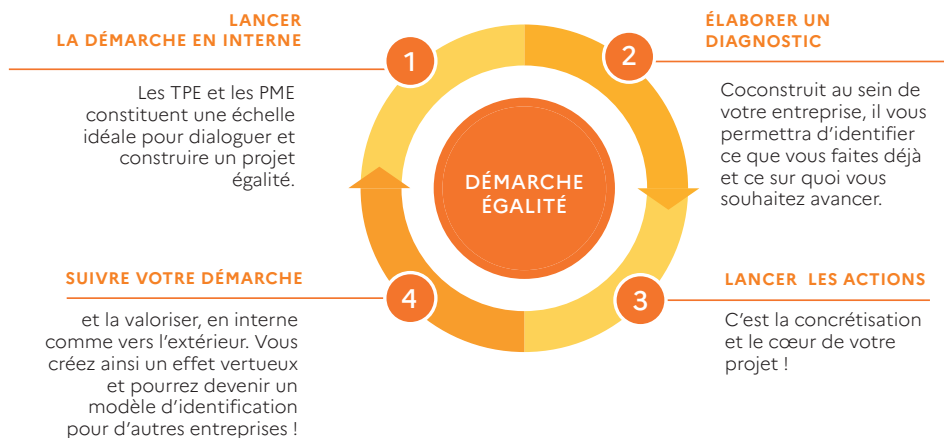 LANCER
LA DÉMARCHE EN INTERNE
1
Les TPE et les PME
constituent une échelle
idéale pour dialoguer et
construire un projet
égalité.
2
ÉLABORER UN
DIAGNOSTIC
Coconstruit au sein de
votre entreprise, il vous
permettra d’identifier
ce que vous faites déjà
et ce sur quoi vous
souhaitez avancer.
DÉMARCHE
ÉGALITÉ
3
LANCER LES ACTIONS
C’est la concrétisation
et le cœur de votre
projet !
SUIVRE VOTRE DÉMARCHE
4
et la valoriser, en interne
comme vers l’extérieur. Vous
créez ainsi un effet vertueux
et pourrez devenir un
modèle d’identification
pour d’autres entreprises !